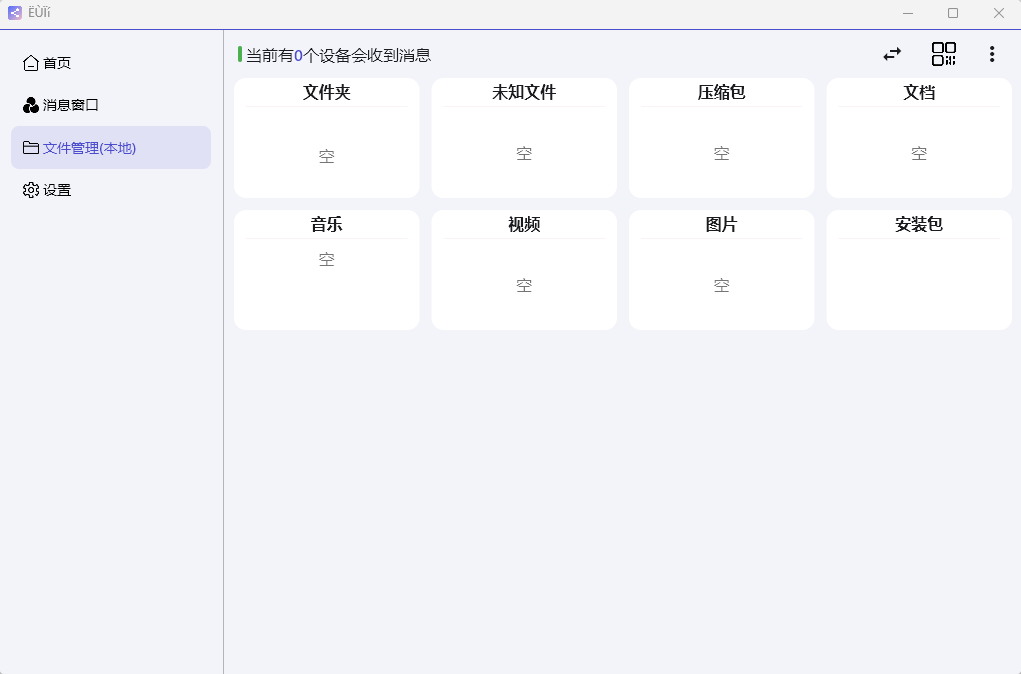 ËÙÏí
首页
消息窗口
文件管理(本地)
设置
当前有0个设备会收到消息
文件夹
空
未知文件
空
压缩包
空
文档
空
音乐
空
视频
空
图片
空
安装包